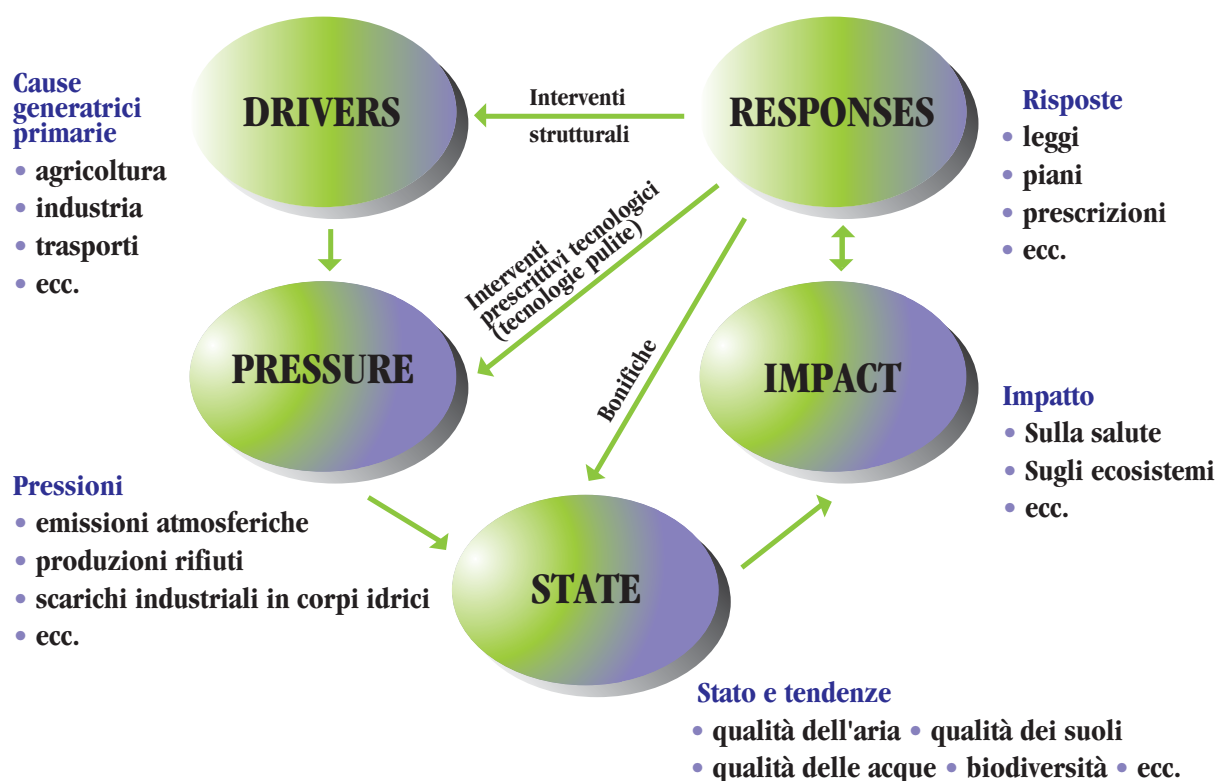 Cause
generatrici
primarie
• agricoltura
• industria
• trasporti
• ecc.
DRIVERS
Interventi
strutturali
RESPONSES
Risposte
• leggi
• piani
• prescrizioni
• ecc.
Interventi
prescrittivi tecnologici
(tecnologie pulite)
PRESSURE
Bonifiche
IMPACT
Impatto
• Sulla salute
• Sugli ecosistemi
• ecc.
Pressioni
• emissioni atmosferiche
• produzioni rifiuti
• scarichi industriali in corpi idrici
• ecc.
STATE
Stato e tendenze
• qualità dell'aria • qualità dei suoli
• qualità delle acque • biodiversità • ecc.